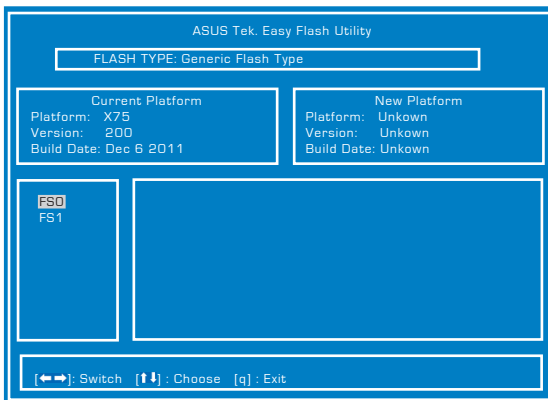 ASUS Tek. Easy Flash Utility
FLASH TYPE: Generic Flash Type
Current Platform
Platform: X75
Version: 200
Build Date: Dec 6 2011
New Platform
Platform: Unkown
Version: Unkown
Build Date: Unkown
FS0
FS1
[←→]: Switch [↑↓] : Choose [q] : Exit